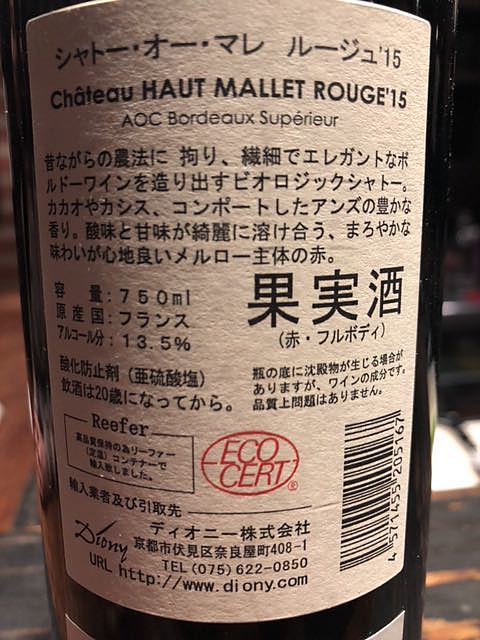 シャトー・オー・マレ　ルージュ'15
Château HAUT MALLET ROUGE'15
AOC Bordeaux Supérieur
昔ながらの農法に 拘り、繊細でエレガントなボ
ルドーワインを造り出すビオロジックシャトー。
カカオやカシス、コンポートしたアンズの豊かな
香り。酸味と甘味が綺麗に溶け合う、まろやかな
味わいが心地良いメルロー主体の赤。
容　量：750ml
原産国：フランス
アルコール分：13.5%
果実酒
（赤・フルボディ）
酸化防止剤（亜硫酸塩）
飲酒は20歳になってから。
瓶の底に沈殿物が生じる場合が
ありますが、ワインの成分です。
品質上問題はありません。
Reefer
高品質保持の為リーファー
（定温）コンテナーで
輸入致しました。
ECO
CERT
®
輸入業者及び引取先
Diony
ディオニー株式会社
京都市伏見区奈良屋町408-1
TEL (075) 622-0850
URL http://www.diony.com
4 571455 205167